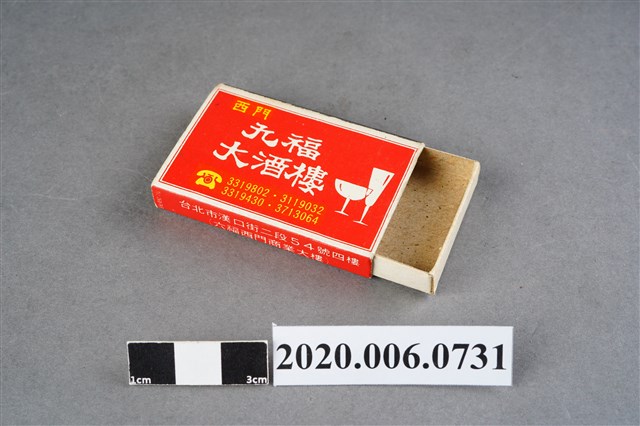 西門
九福
大酒樓
3319802·3119032
3319430·3713064
台北市漢口街二段54號四樓
六福西門商業大樓
2020.006.0731
1cm
3cm